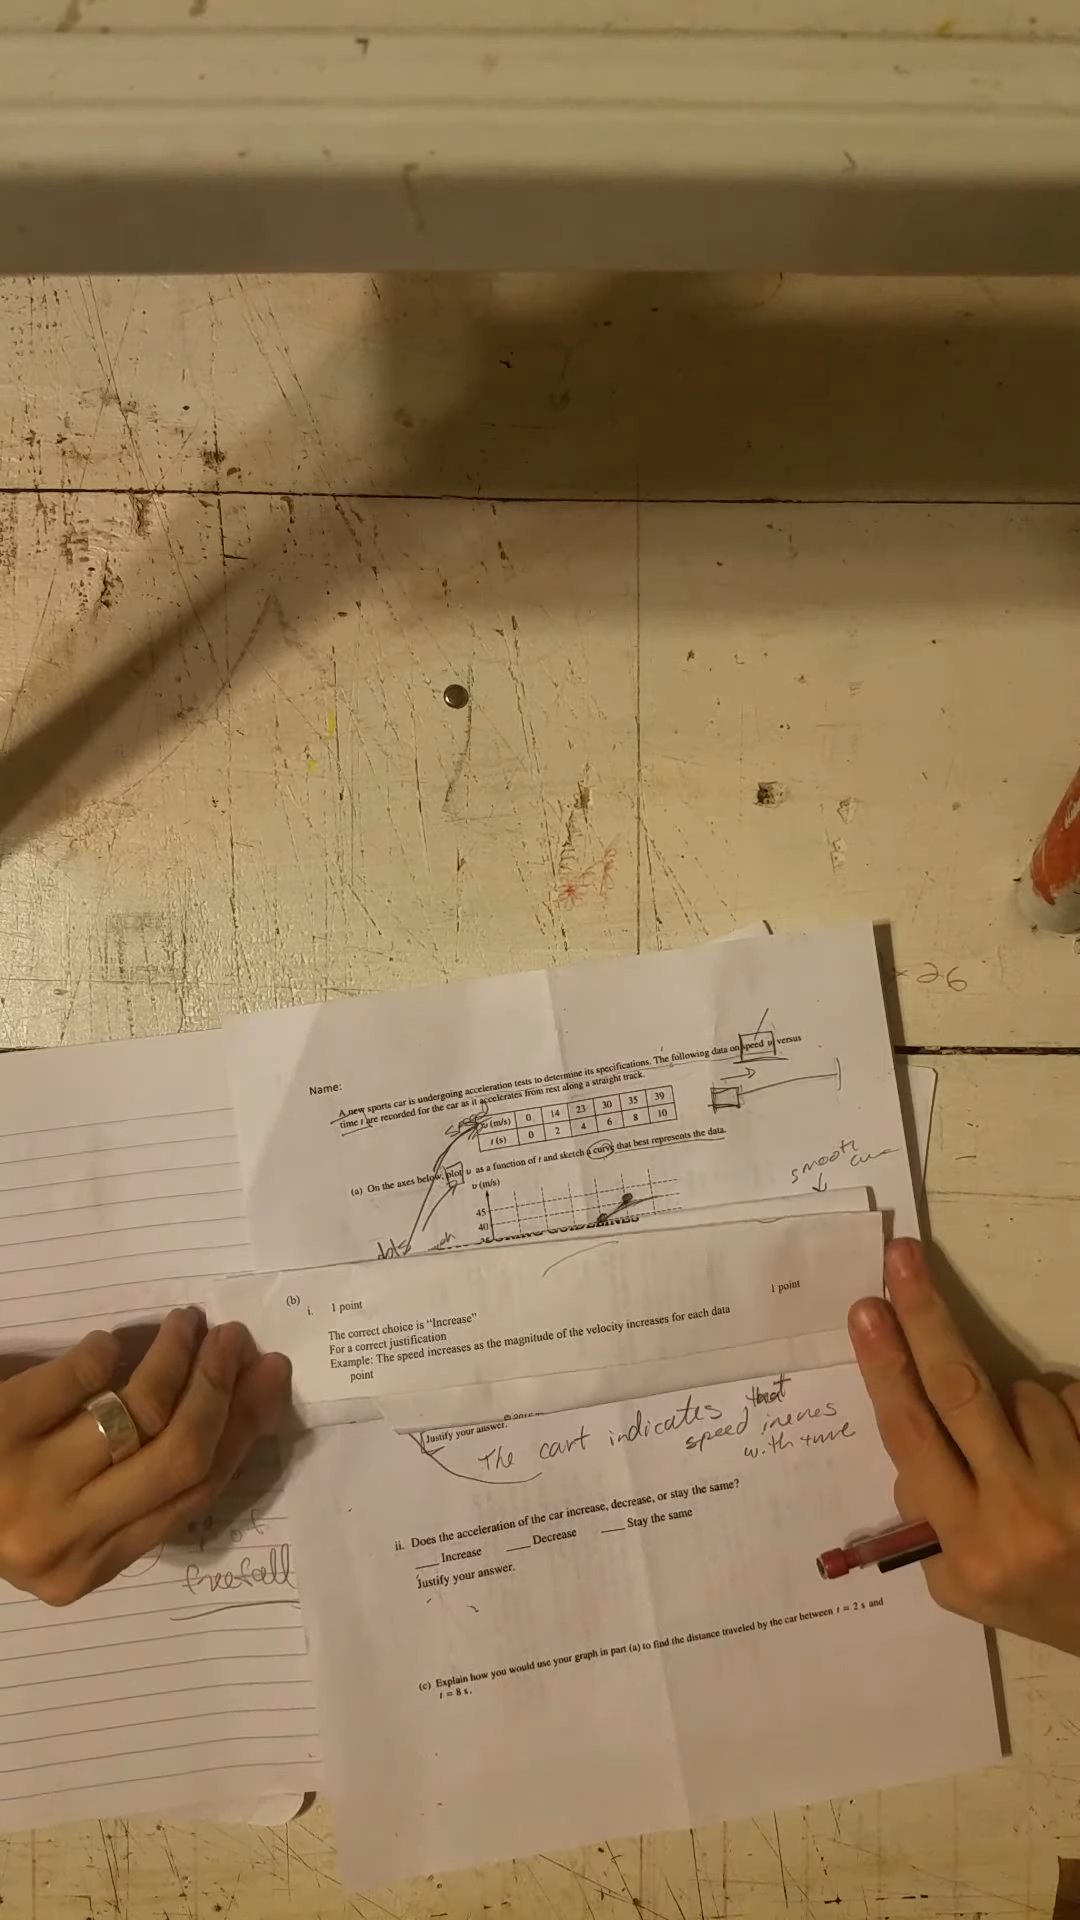 × 26
Name:
A new sports car is undergoing acceleration tests to determine its specifications. The following data on speed v versus
time t are recorded for the car as it accelerates from rest along a straight track.
speed
v (m/s) 0 14 23 30 35 39
t (s) 0 2 4 6 8 10
(a) On the axes below, plot v as a function of t and sketch a curve that best represents the data.
smooth
v (m/s)
45
40
dots
(b)
i. 1 point
The correct choice is “Increase”
For a correct justification 1 point
Example: The speed increases as the magnitude of the velocity increases for each data
point
Justify your answer.
The cart indicates that
speed
with time
ii. Does the acceleration of the car increase, decrease, or stay the same?
___ Increase ___ Decrease ___ Stay the same
Justify your answer.
of
freefall
(c) Explain how you would use your graph in part (a) to find the distance traveled by the car between t = 2 s and
t = 8 s.